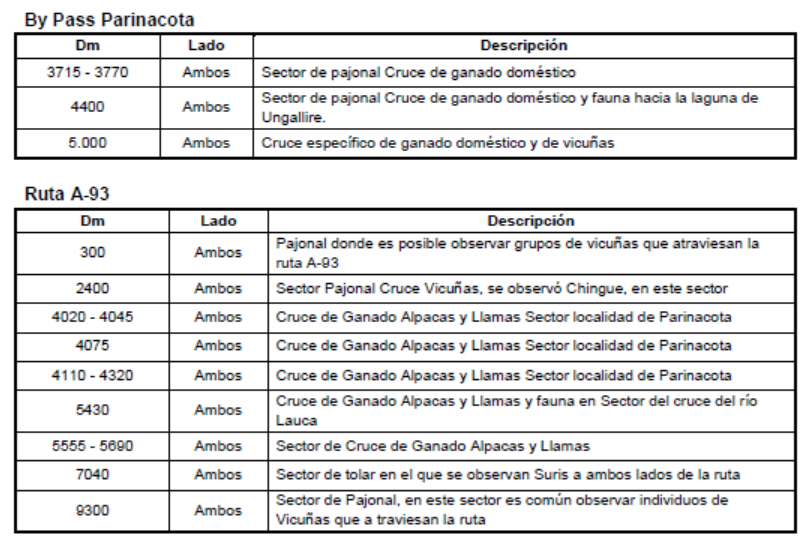 By Pass Parinacota
Dm Lado Descripción
3715 - 3770 Ambos Sector de pajonal Cruce de ganado doméstico
4400 Ambos Sector de pajonal Cruce de ganado doméstico y fauna hacia la laguna de
Ungallire.
5.000 Ambos Cruce específico de ganado doméstico y de vicuñas
Ruta A-93
Dm Lado Descripción
300 Ambos Pajonal donde es posible observar grupos de vicuñas que atraviesan la
ruta A-93
2400 Ambos Sector Pajonal Cruce Vicuñas, se observó Chingue, en este sector
4020 - 4045 Ambos Cruce de Ganado Alpacas y Llamas Sector localidad de Parinacota
4075 Ambos Cruce de Ganado Alpacas y Llamas Sector localidad de Parinacota
4110 - 4320 Ambos Cruce de Ganado Alpacas y Llamas Sector localidad de Parinacota
5430 Ambos Cruce de Ganado Alpacas y Llamas y fauna en Sector del cruce del río
Lauca
5555 - 5690 Ambos Sector de Cruce de Ganado Alpacas y Llamas
7040 Ambos Sector de tolar en el que se observan Suris a ambos lados de la ruta
9300 Ambos Sector de Pajonal, en este sector es común observar individuos de
Vicuñas que a traviesan la ruta